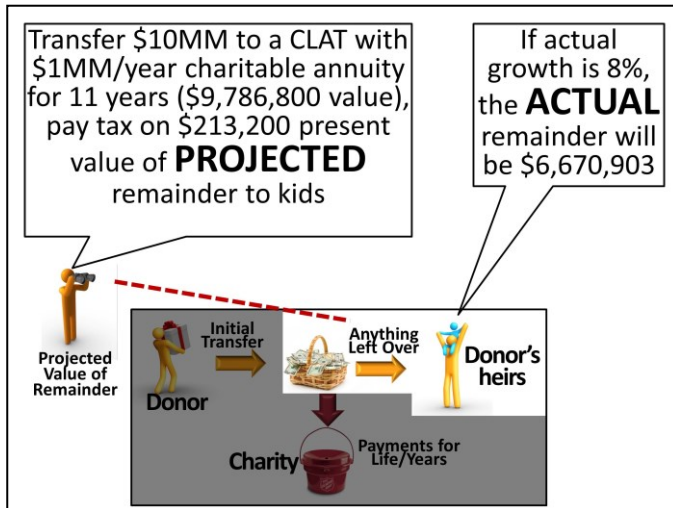 Transfer $10MM to a CLAT with
$1MM/year charitable annuity
for 11 years ($9,786,800 value),
pay tax on $213,200 present
value of PROJECTED
remainder to kids
If actual
growth is 8%,
the ACTUAL
remainder will
be $6,670,903
Projected
Value of
Remainder
Donor
Initial
Transfer
Anything
Left Over
Donor's
heirs
Charity
Payments for
Life/Years